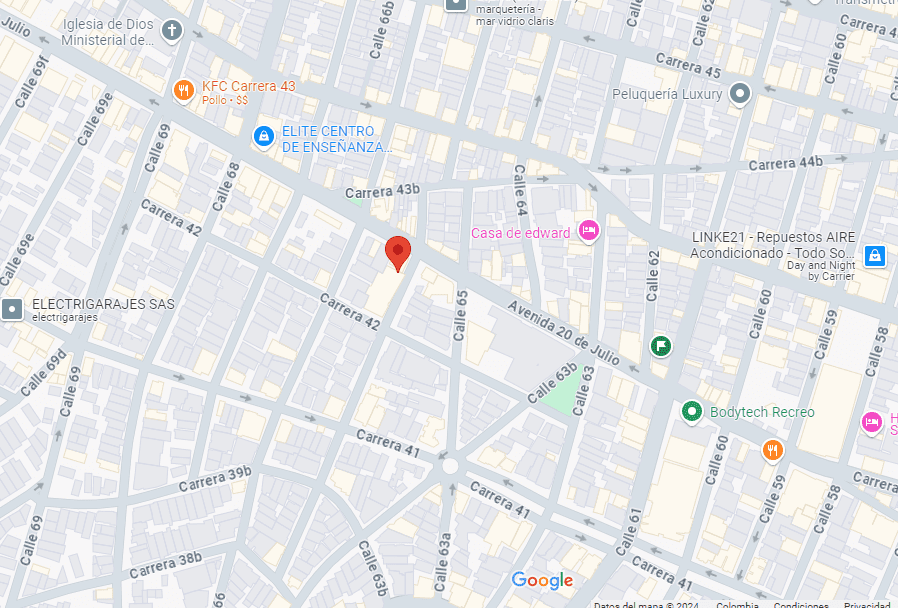 marquetería -
mar vidrio claris
Iglesia de Dios
Ministerial de...
Julio
Calle 66b
Calle 63
Calle 62
Calle 60
Carrera 45
Calle 69f
Calle 69e
KFC Carrera 43
Pollo • $$
Peluquería Luxury
ELITE CENTRO
DE ENSEÑANZA...
Calle 69
Calle 68
Carrera 44b
Carrera 43b
Calle 64
Carrera 42
Casa de edward
LINKE21 - Repuestos AIRE
Acondicionado - Todo So...
Day and Night
by Carrier
Calle 69e
Calle 62
Calle 60
Calle 59
Calle 58
ELECTRIGARAJES SAS
electrigarajes
Carrera 42
Calle 65
Avenida 20 de Julio
Calle 69d
Calle 69
Calle 63b
Calle 63
Bodytech Recreo
Carrera 41
Calle 60
Calle 59
Calle 58
Carrera 39b
Carrera 41
Calle 61
Calle 69
Carrera 38b
Calle 63b
Calle 63a
Carrera 41
Google
Datos del mapa © 2024 Colombia Condiciones Privacidad